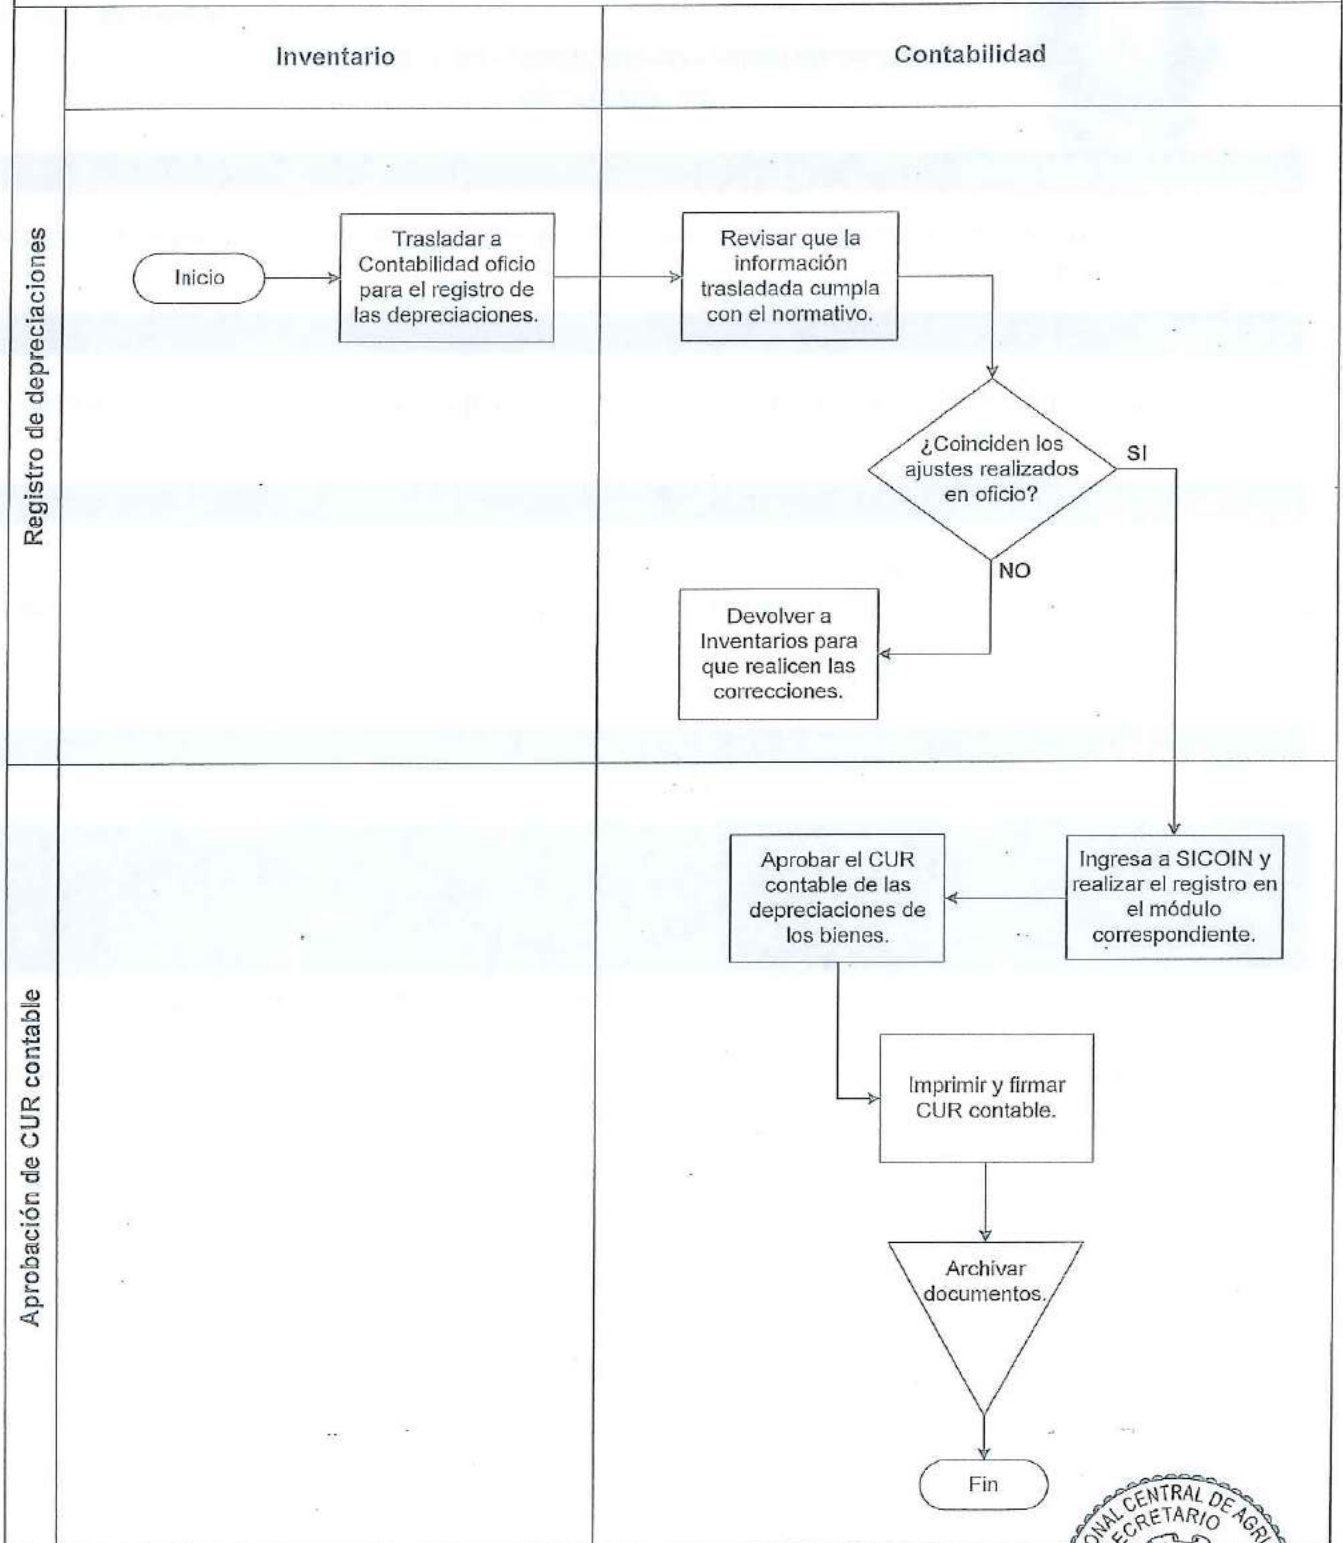 Inventario
Contabilidad
Registro de depreciaciones
Inicio
Trasladar a
Contabilidad oficio
para el registro de
las depreciaciones.
Revisar que la
información
trasladada cumpla
con el normativo.
¿Coinciden los
ajustes realizados
en oficio?
SI
NO
Devolver a
Inventarios para
que realicen las
correcciones.
Aprobación de CUR contable
Aprobar el CUR
contable de las
depreciaciones de
los bienes.
Ingresa a SICOIN y
realizar el registro en
el módulo
correspondiente.
Imprimir y firmar
CUR contable.
Archivar
documentos.
Fin
CENTRAL DE